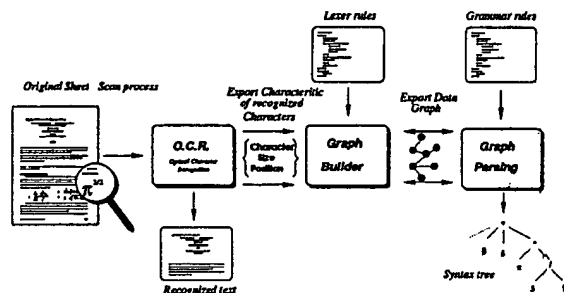 Lexer rules
Grammar rules
Original Sheet
Scan process
Export Characteritic
of recognized
Characters
Export Data
Graph
O.C.R.
Optical Character
Recognition
Character
Size
Position
Graph
Builder
Graph
Parsing
π
Recognized text
Syntax tree